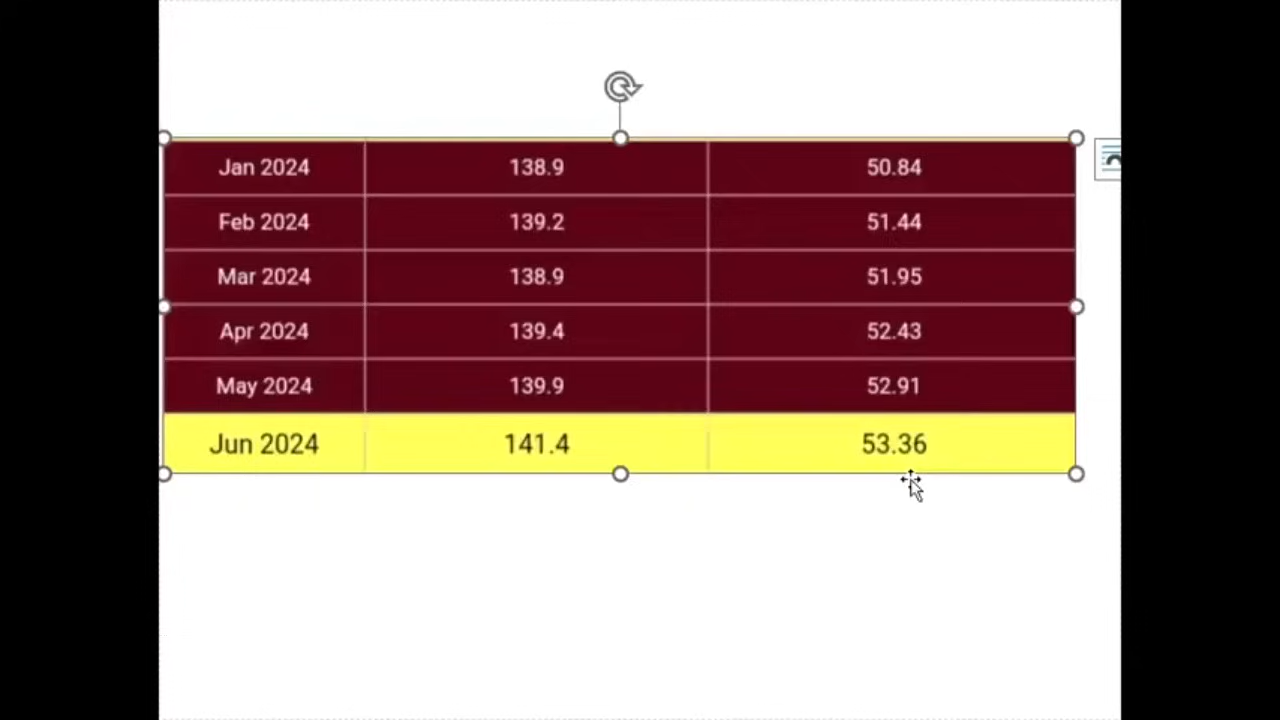 Jan 2024 138.9 50.84
Feb 2024 139.2 51.44
Mar 2024 138.9 51.95
Apr 2024 139.4 52.43
May 2024 139.9 52.91
Jun 2024 141.4 53.36